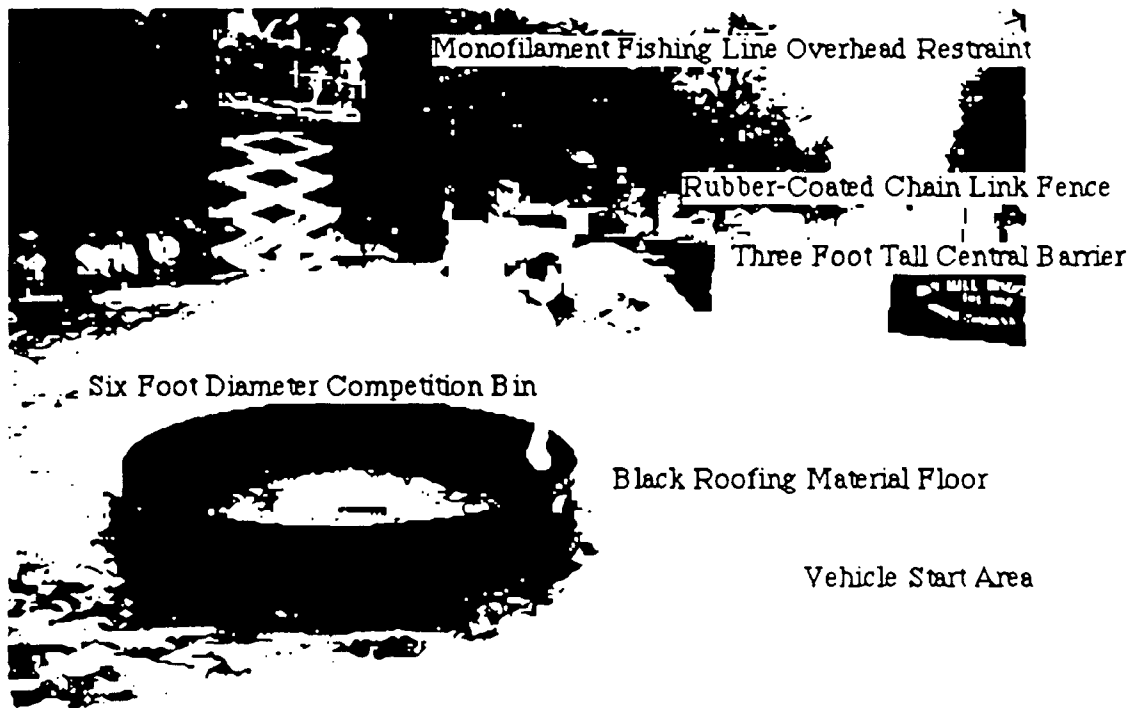 Monofilament Fishing Line Overhead Restraint
Rubber-Coated Chain Link Fence
Three Foot Tall Central Barrier
Six Foot Diameter Competition Bin
Black Roofing Material Floor
Vehicle Start Area